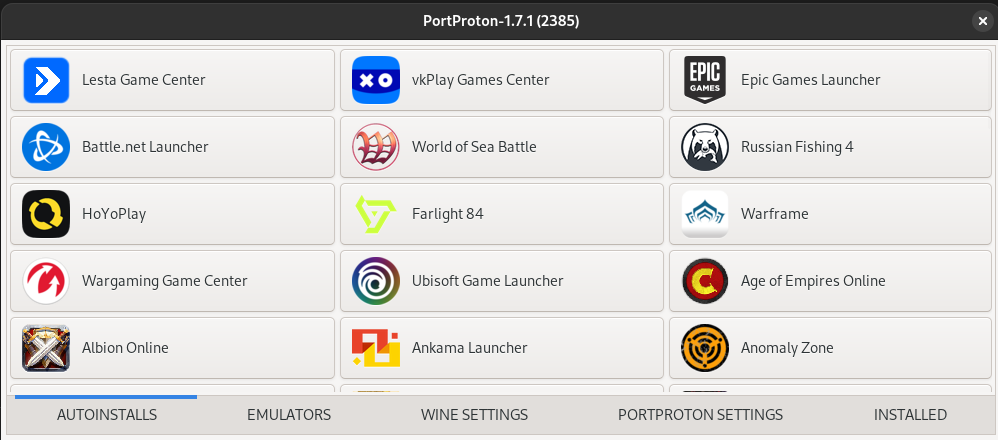 PortProton-1.7.1 (2385)
Lesta Game Center
XO
vkPlay Games Center
EPIC
GAMES
Epic Games Launcher
Battle.net Launcher
World of Sea Battle
Russian Fishing 4
HoYoPlay
Farlight 84
Warframe
Wargaming Game Center
Ubisoft Game Launcher
C
Age of Empires Online
Albion Online
Ankama Launcher
Anomaly Zone
AUTOINSTALLS
EMULATORS
WINE SETTINGS
PORTPROTON SETTINGS
INSTALLED